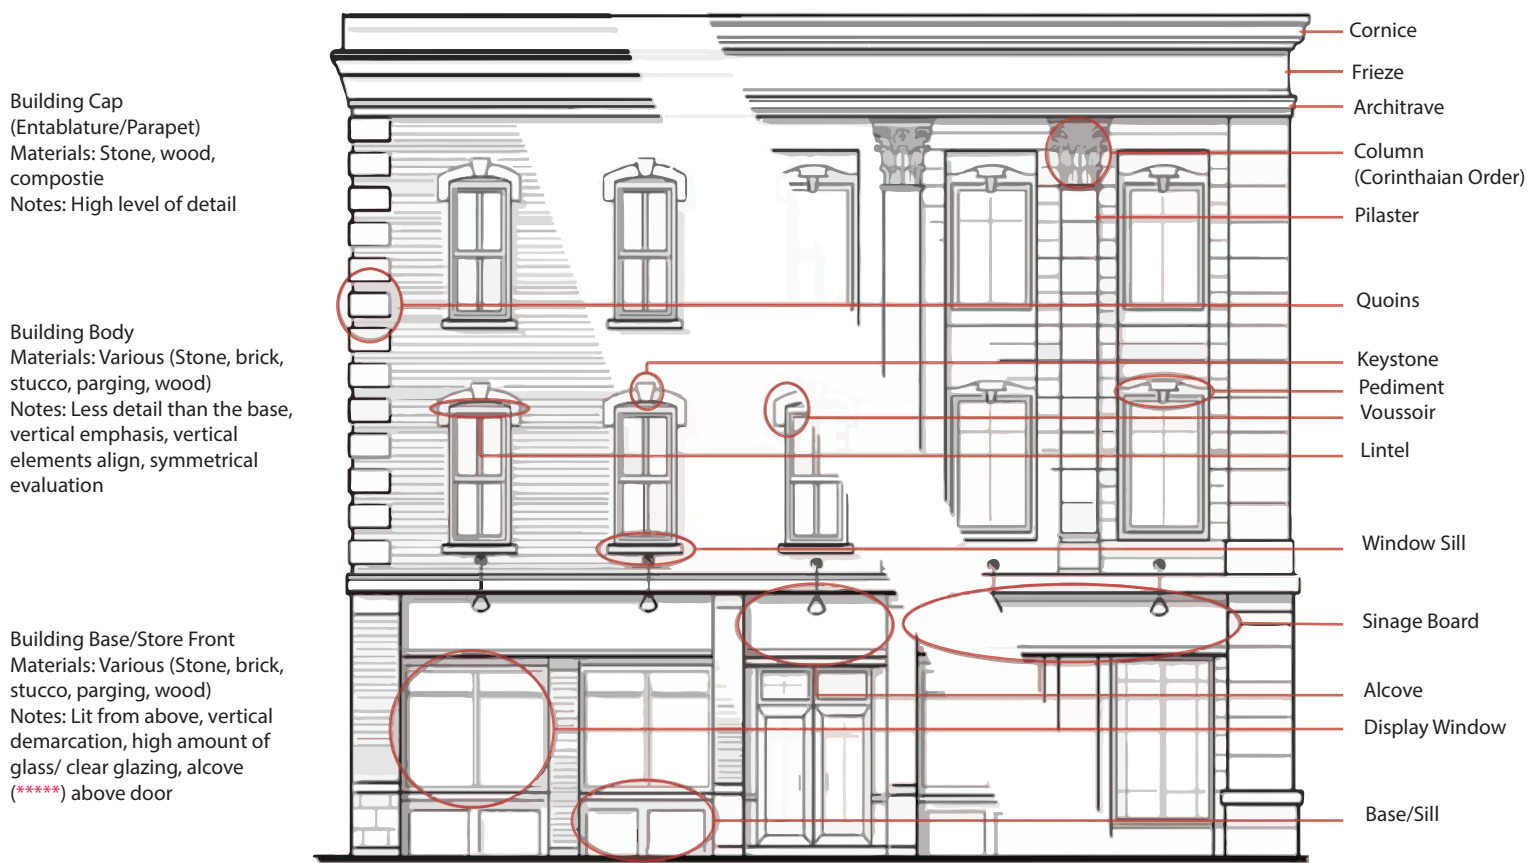 Building Cap
(Entablature/Parapet)
Materials: Stone, wood,
compostie
Notes: High level of detail
Building Body
Materials: Various (Stone, brick,
stucco, parging, wood)
Notes: Less detail than the base,
vertical emphasis, vertical
elements align, symmetrical
evaluation
Building Base/Store Front
Materials: Various (Stone, brick,
stucco, parging, wood)
Notes: Lit from above, vertical
demarcation, high amount of
glass/ clear glazing, alcove
(*****) above door
Cornice
Frieze
Architrave
Column
(Corinthaian Order)
Pilaster
Quoins
Keystone
Pediment
Voussoir
Lintel
Window Sill
Sinage Board
Alcove
Display Window
Base/Sill